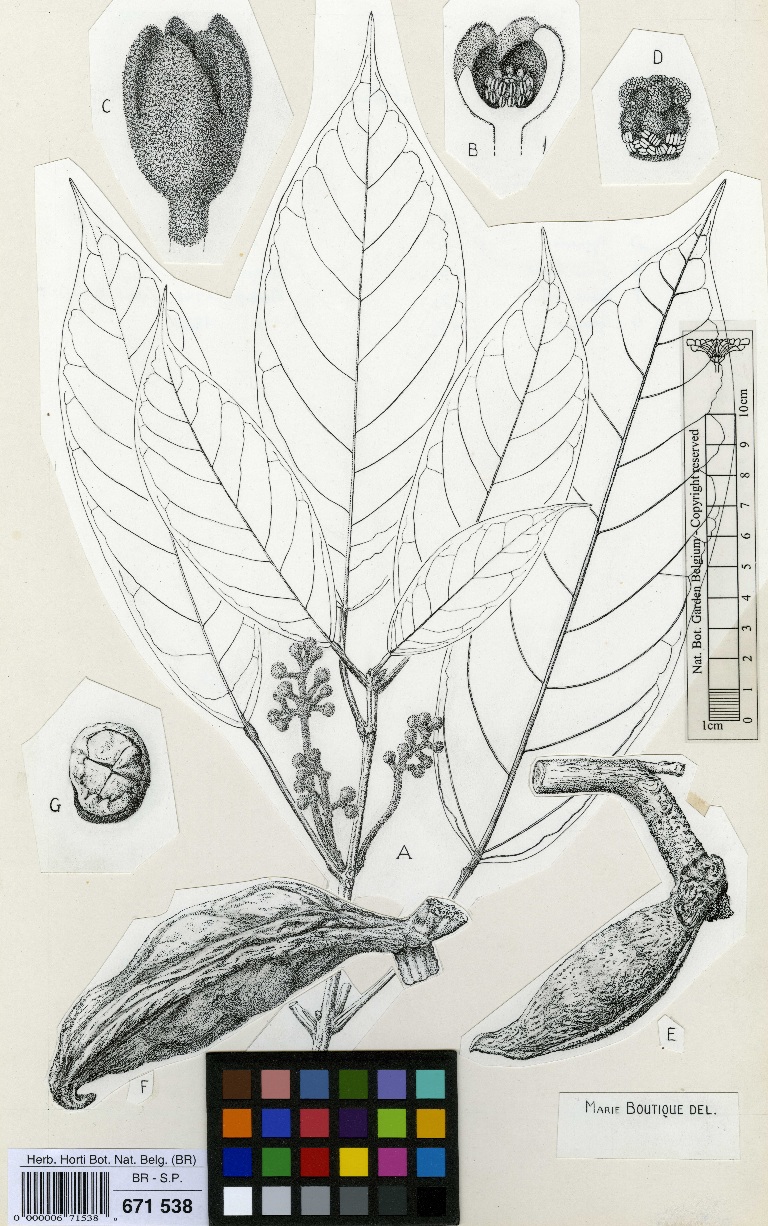 C
B
D
Nat. Bot. Garden Belgium - Copyright reserved
10cm
9
8
7
6
5
4
3
2
1
0
1cm
G
A
E
F
MARIE BOUTIQUE DEL.
Herb. Horti Bot. Nat. Belg. (BR)
BR - S.P.
671 538
0 000006 71538